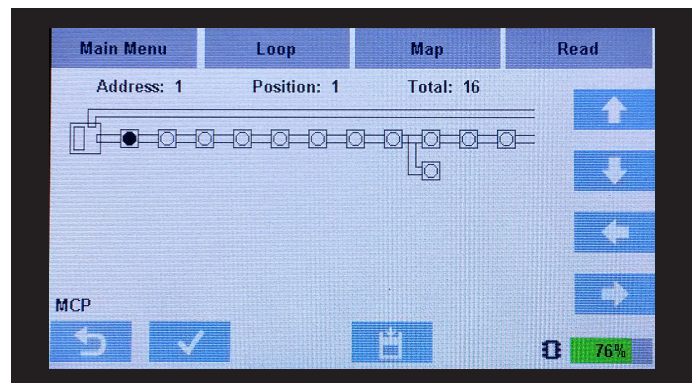 Main Menu Loop Map Read
Address: 1 Position: 1 Total: 16
MCP
76%